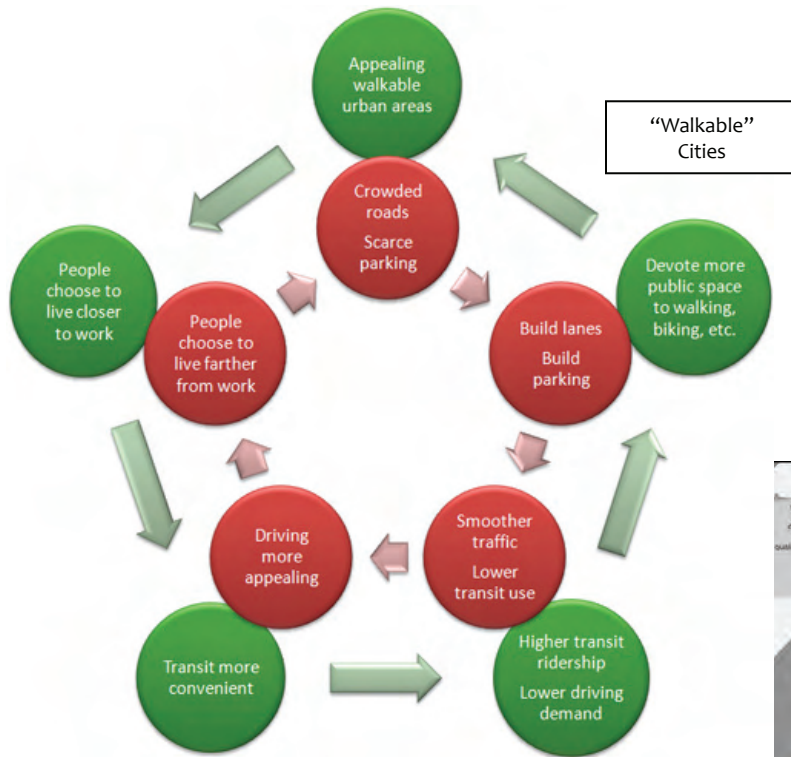 Appealing
walkable
urban areas
“Walkable”
Cities
Crowded
roads
Scarce
parking
People
choose to
live closer
to work
People
choose to
live farther
from work
Build lanes
Build
parking
Devote more
public space
to walking,
biking, etc.
Driving
more
appealing
Smoother
traffic
Lower
transit use
Transit more
convenient
Higher transit
ridership
Lower driving
demand